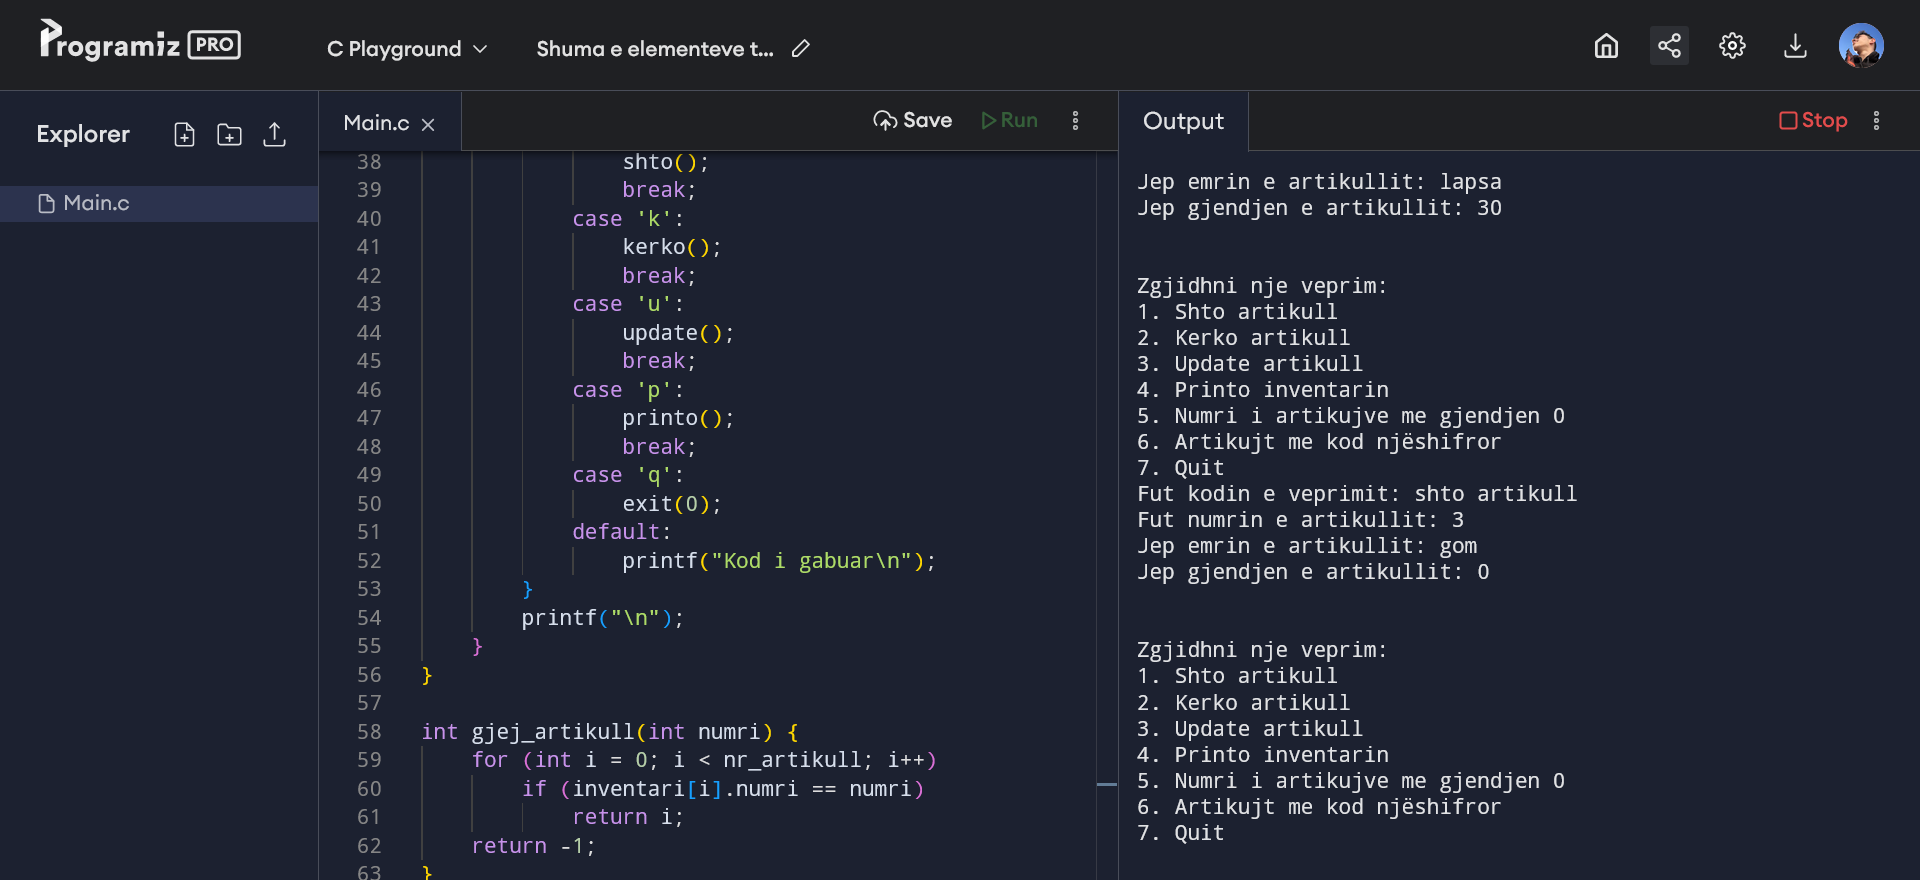 Programiz PRO
C Playground
Shuma e elementeve t...
Explorer
Main.c
Main.c
Save
Run
38 shto();
39 break;
40 case 'k':
41 kerko();
42 break;
43 case 'u':
44 update();
45 break;
46 case 'p':
47 printo();
48 break;
49 case 'q':
50 exit(0);
51 default:
52 printf("Kod i gabuar\n");
53 }
54 printf("\n");
55 }
56 }
57
58 int gjej_artikull(int numri) {
59 for (int i = 0; i < nr_artikull; i++)
60 if (inventari[i].numri == numri)
61 return i;
62 return -1;
63 }
Output
Stop
Jep emrin e artikullit: lapsa
Jep gjendjen e artikullit: 30
Zgjidhni nje veprim:
1. Shto artikull
2. Kerko artikull
3. Update artikull
4. Printo inventarin
5. Numri i artikujve me gjendjen 0
6. Artikujt me kod njëshifror
7. Quit
Fut kodin e veprimit: shto artikull
Fut numrin e artikullit: 3
Jep emrin e artikullit: gom
Jep gjendjen e artikullit: 0
Zgjidhni nje veprim:
1. Shto artikull
2. Kerko artikull
3. Update artikull
4. Printo inventarin
5. Numri i artikujve me gjendjen 0
6. Artikujt me kod njëshifror
7. Quit